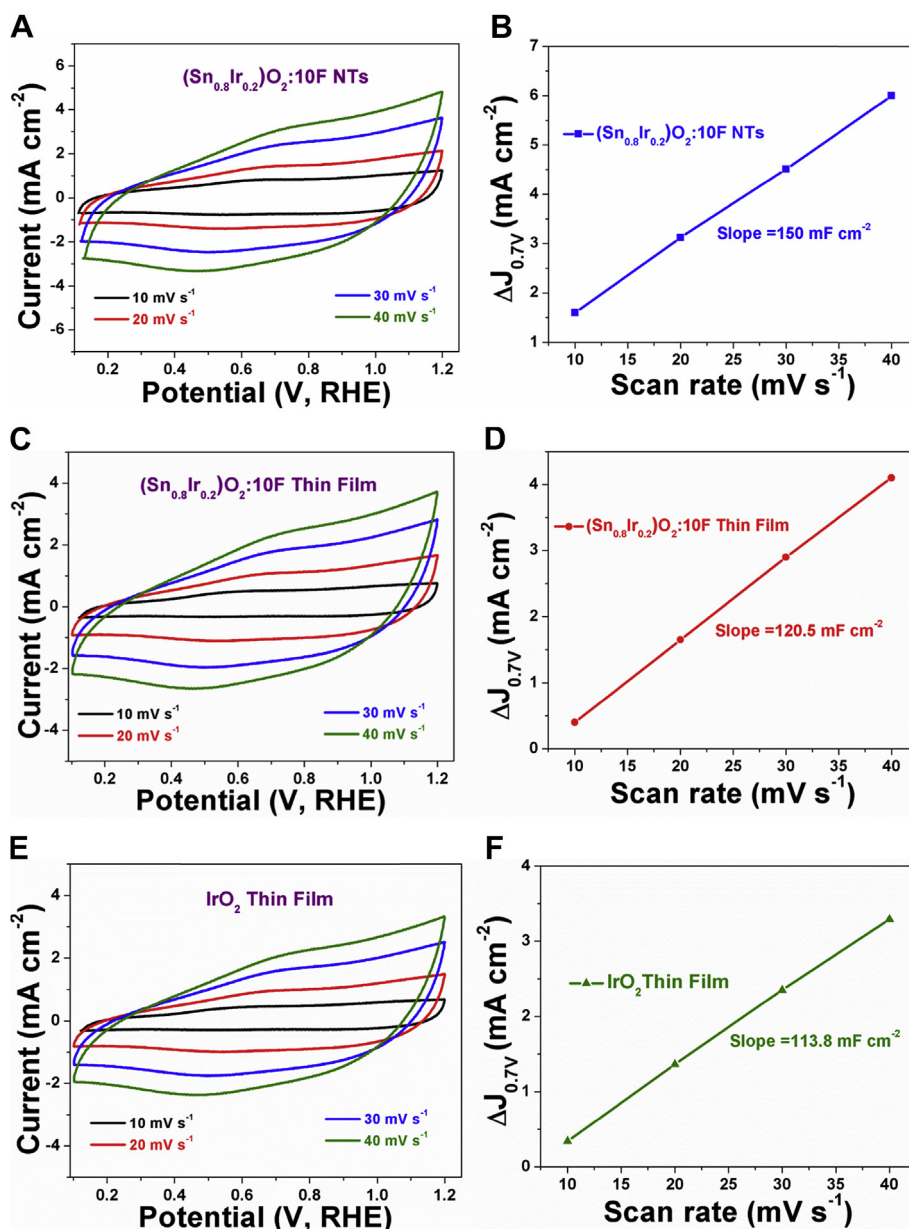 A
(Sn0.8Ir0.2)O2:10F NTs
Current (mA cm-2)
6
4
2
0
-2
-4
-6
10 mV s-1
20 mV s-1
30 mV s-1
40 mV s-1
0.2 0.4 0.6 0.8 1.0 1.2
Potential (V, RHE)
B
(Sn0.8Ir0.2)O2:10F NTs
Slope =150 mF cm-2
ΔJ0.7V (mA cm-2)
7
6
5
4
3
2
1
10 15 20 25 30 35 40
Scan rate (mV s-1)
C
(Sn0.8Ir0.2)O2:10F Thin Film
Current (mA cm-2)
4
2
0
-2
-4
10 mV s-1
20 mV s-1
30 mV s-1
40 mV s-1
0.2 0.4 0.6 0.8 1.0 1.2
Potential (V, RHE)
D
(Sn0.8Ir0.2)O2:10F Thin Film
Slope =120.5 mF cm-2
ΔJ0.7V (mA cm-2)
4
3
2
1
0
10 15 20 25 30 35 40
Scan rate (mV s-1)
E
IrO2 Thin Film
Current (mA cm-2)
4
2
0
-2
-4
10 mV s-1
20 mV s-1
30 mV s-1
40 mV s-1
0.2 0.4 0.6 0.8 1.0 1.2
Potential (V, RHE)
F
IrO2Thin Film
Slope =113.8 mF cm-2
ΔJ0.7V (mA cm-2)
4
3
2
1
0
10 15 20 25 30 35 40
Scan rate (mV s-1)